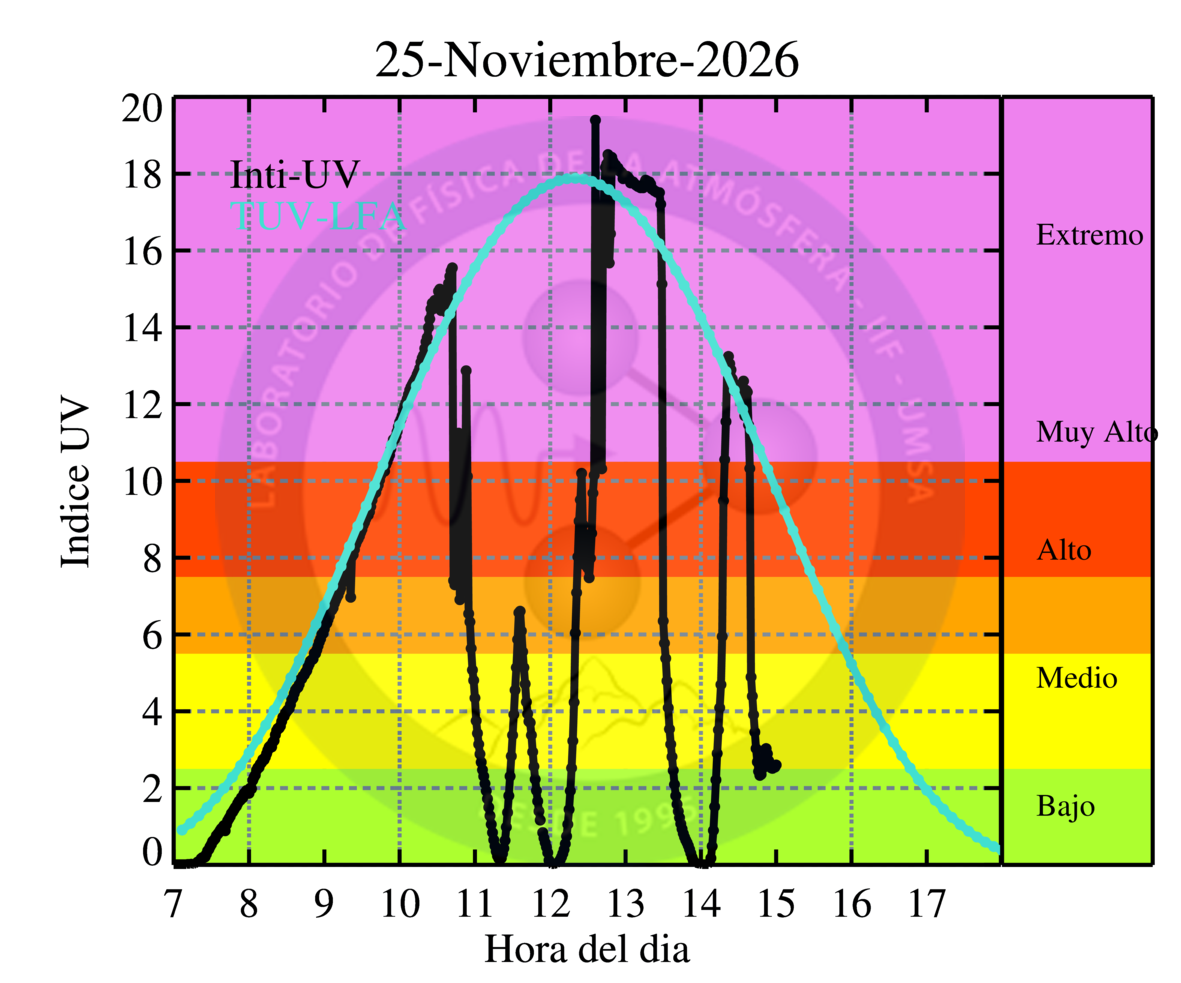 25-Noviembre-2026
20
18
16
14
12
10
8
6
4
2
0
Indice UV
Inti-UV
TUV-LFA
LABORATORIO DE FÍSICA DE LA ATMÓSFERA - IIF - UMSA
DESDE 1995
Extremo
Muy Alto
Alto
Medio
Bajo
7 8 9 10 11 12 13 14 15 16 17
Hora del dia